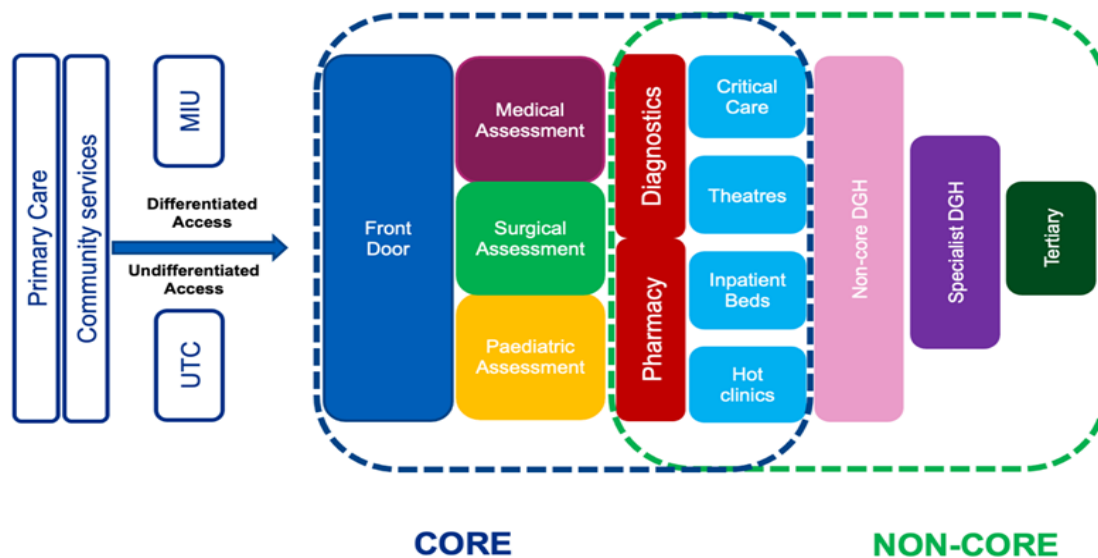 Primary Care
Community services
MIU
Differentiated
Access
Undifferentiated
Access
UTC
Front
Door
Medical
Assessment
Surgical
Assessment
Paediatric
Assessment
Diagnostics
Pharmacy
Critical
Care
Theatres
Inpatient
Beds
Hot
clinics
Non-core DGH
Specialist DGH
Tertiary
CORE
NON-CORE